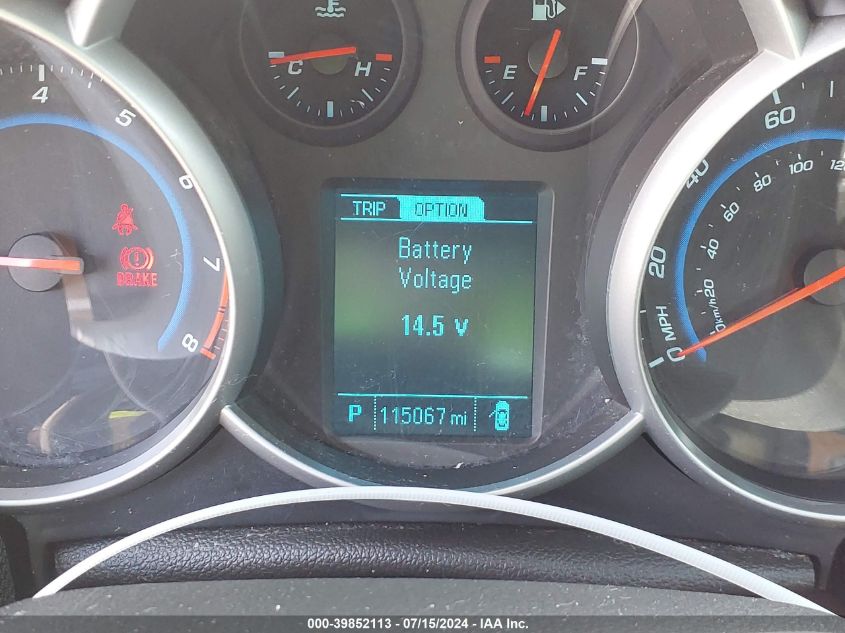 4
5
6
7
8
BRAKE
C H
E F
TRIP OPTION
Battery
Voltage
14.5 v
P 115067 mi
0 20 40 60
MPH
km/h
20 40 60 80 100
000-39852113 - 07/15/2024 - IAA Inc.